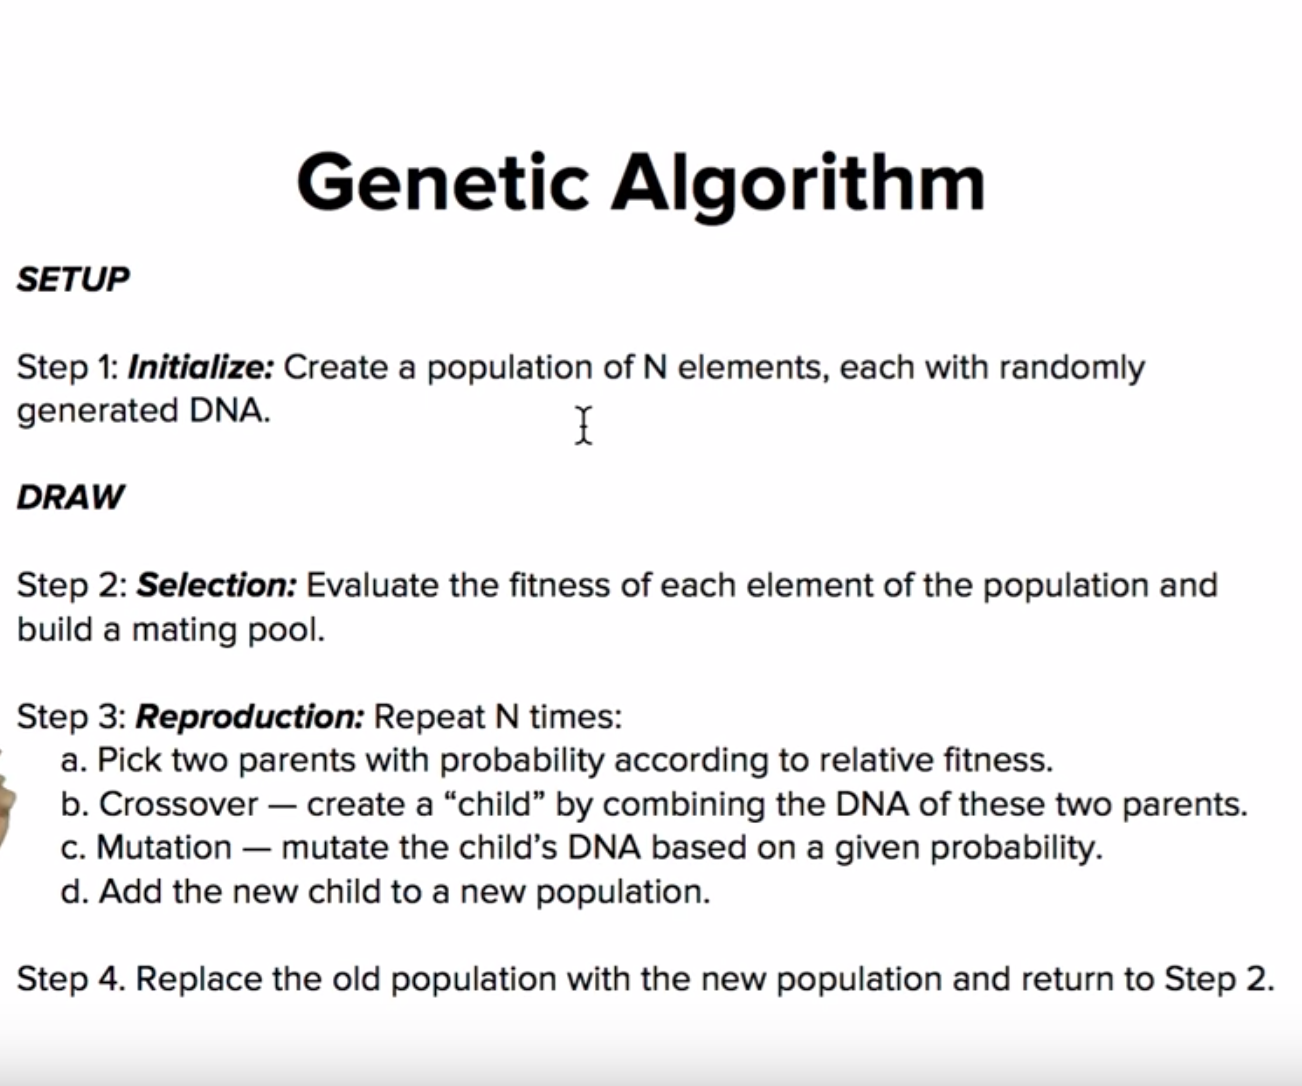 Genetic Algorithm
SETUP
Step 1: Initialize: Create a population of N elements, each with randomly
generated DNA.
DRAW
Step 2: Selection: Evaluate the fitness of each element of the population and
build a mating pool.
Step 3: Reproduction: Repeat N times:
a. Pick two parents with probability according to relative fitness.
b. Crossover — create a “child” by combining the DNA of these two parents.
c. Mutation — mutate the child’s DNA based on a given probability.
d. Add the new child to a new population.
Step 4. Replace the old population with the new population and return to Step 2.